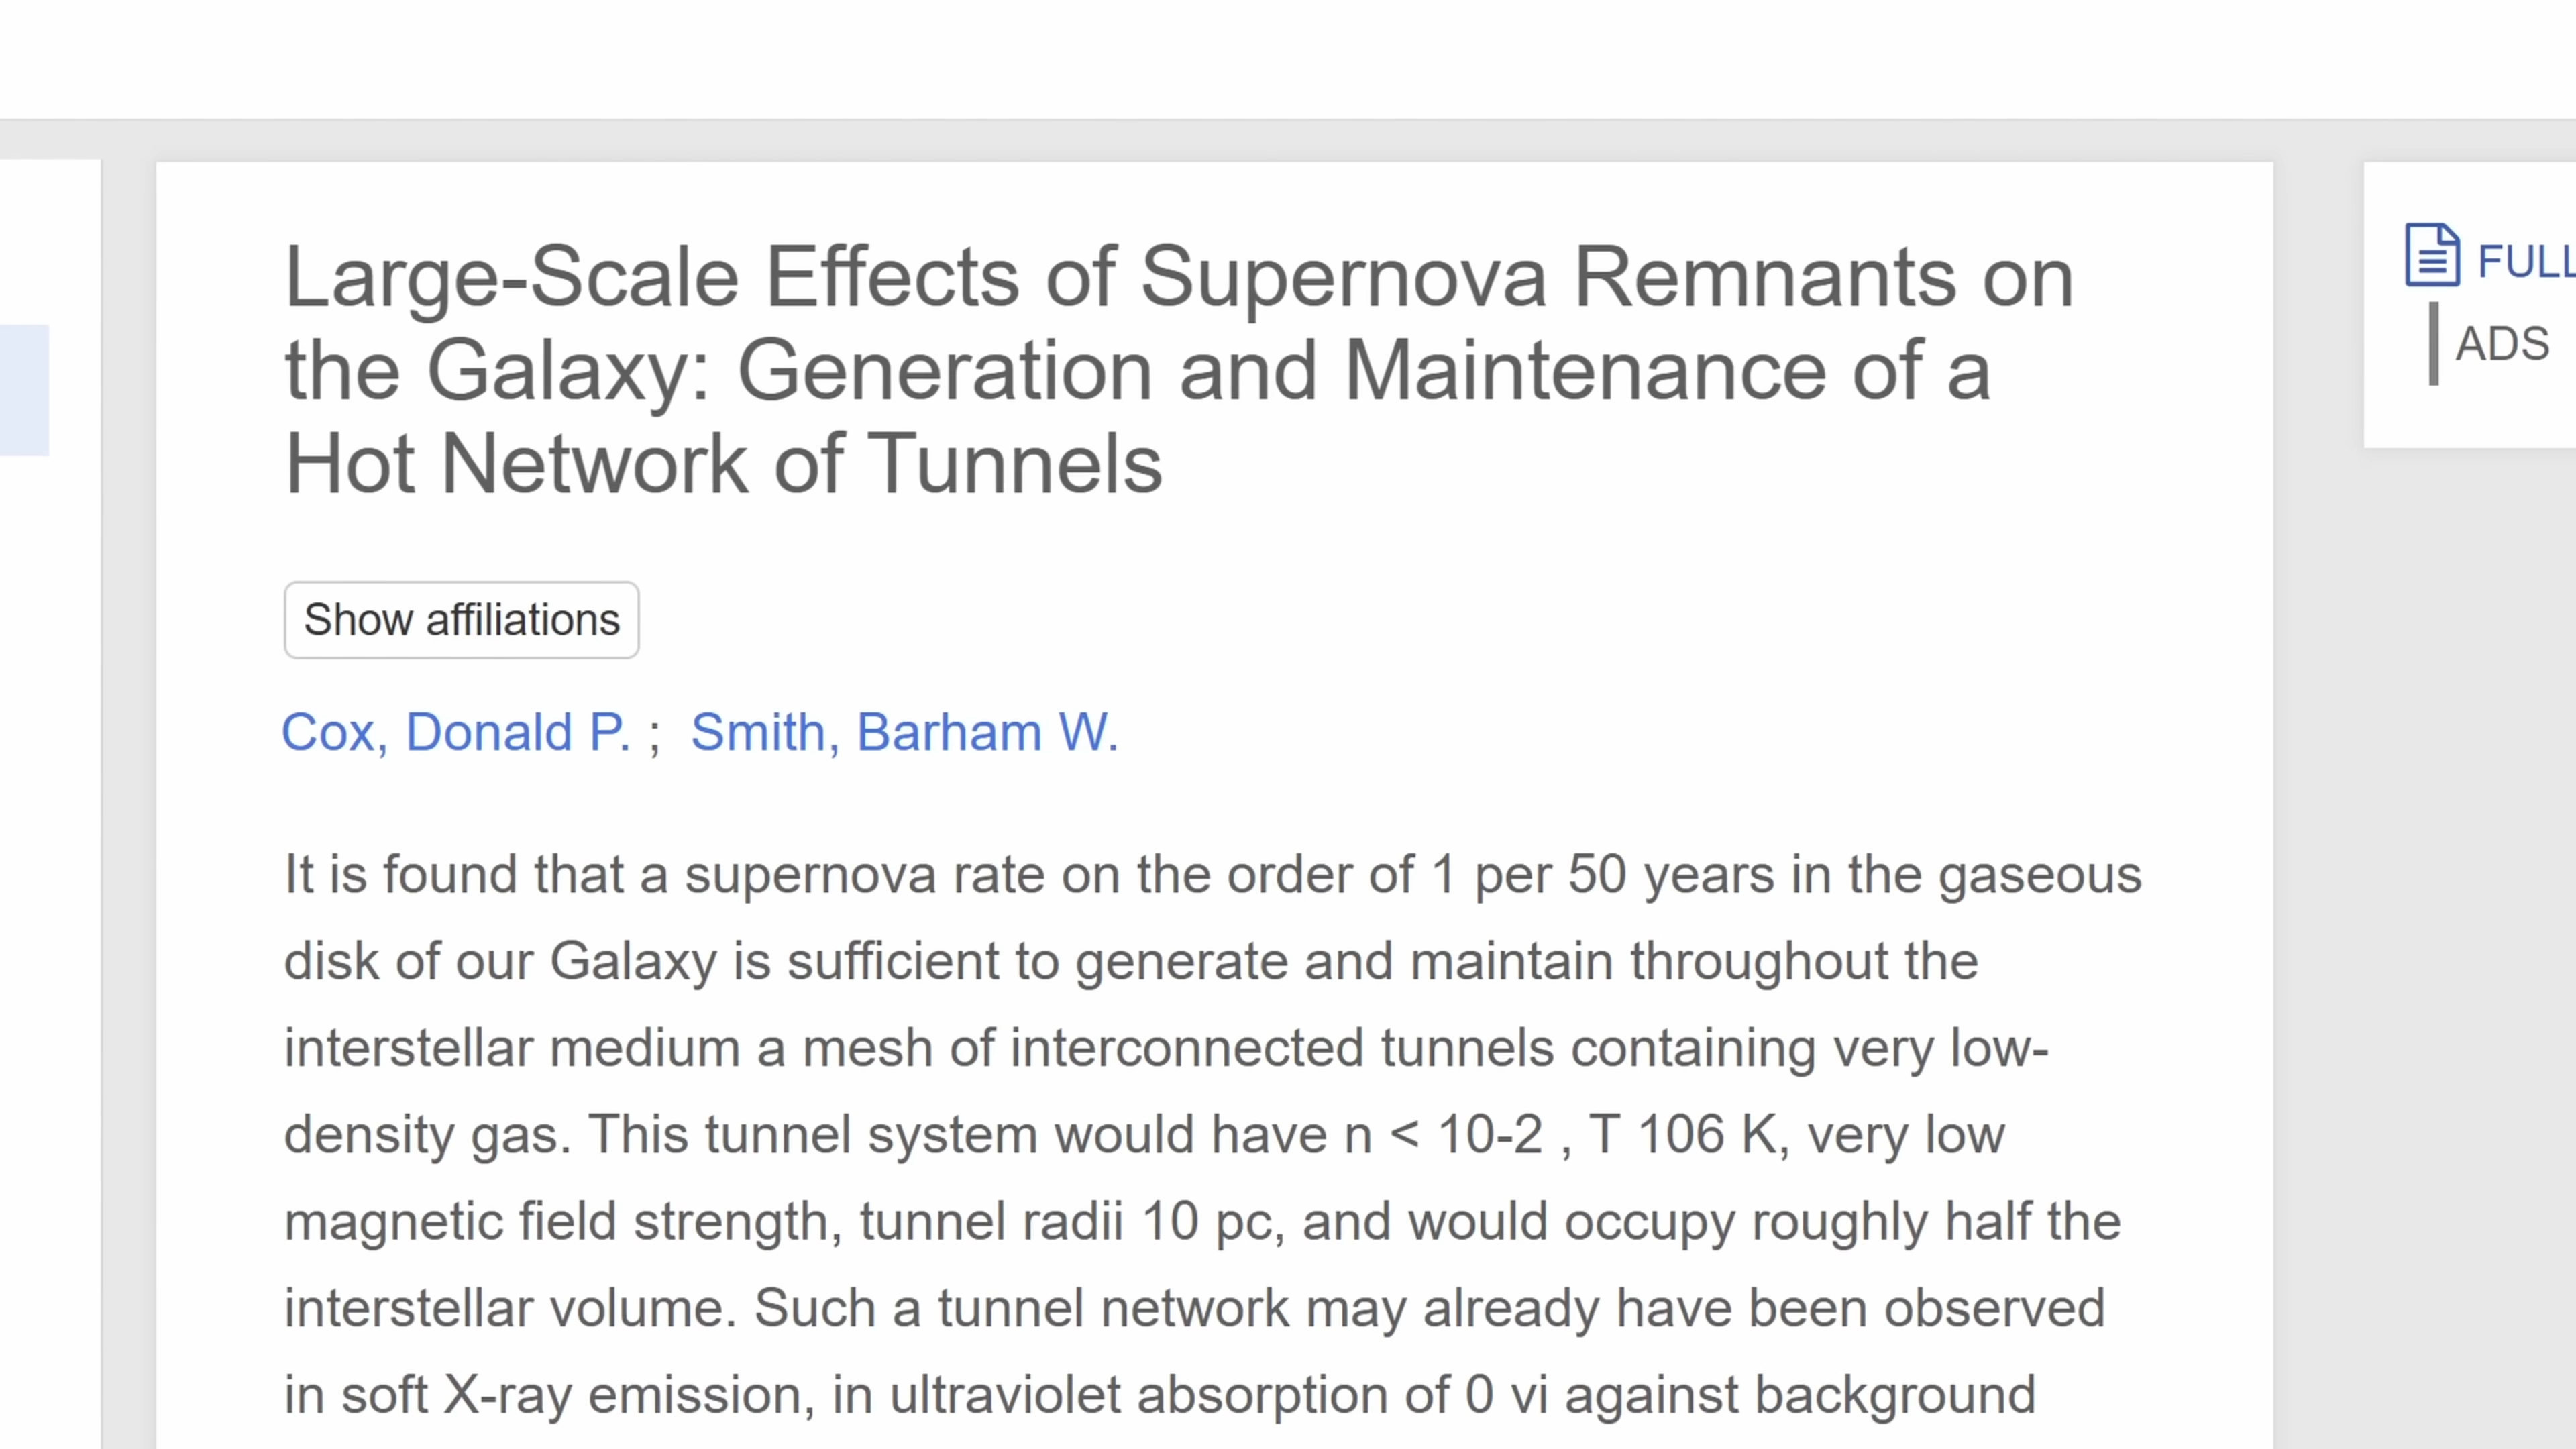 Large-Scale Effects of Supernova Remnants on
the Galaxy: Generation and Maintenance of a
Hot Network of Tunnels
Show affiliations
Cox, Donald P. ; Smith, Barham W.
It is found that a supernova rate on the order of 1 per 50 years in the gaseous
disk of our Galaxy is sufficient to generate and maintain throughout the
interstellar medium a mesh of interconnected tunnels containing very low-
density gas. This tunnel system would have n < 10-2 , T 106 K, very low
magnetic field strength, tunnel radii 10 pc, and would occupy roughly half the
interstellar volume. Such a tunnel network may already have been observed
in soft X-ray emission, in ultraviolet absorption of 0 vi against background
FULL
ADS